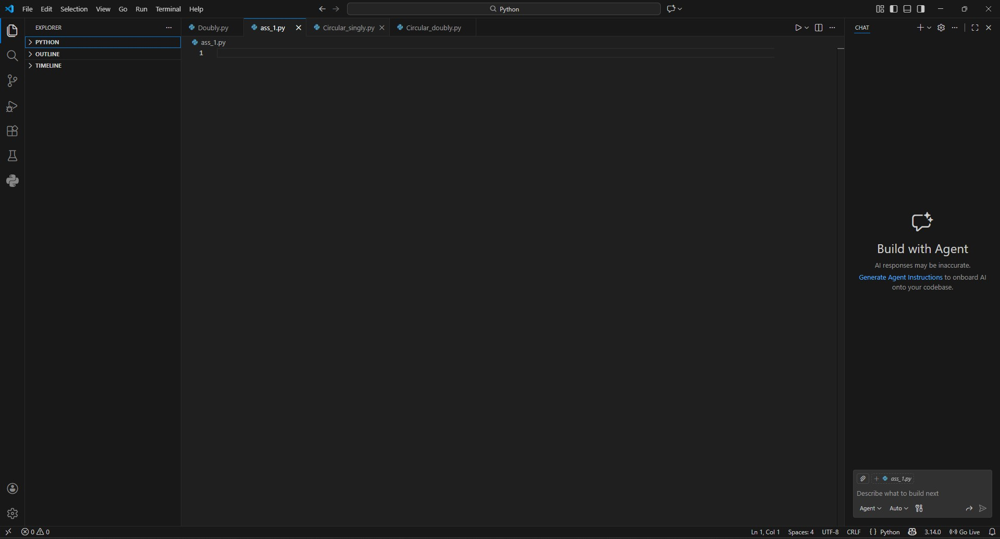 File Edit Selection View Go Run Terminal Help
Python
EXPLORER
PYTHON
OUTLINE
TIMELINE
Doubly.py
ass_1.py
Circular_singly.py
Circular_doubly.py
ass_1.py
1
CHAT
Build with Agent
AI responses may be inaccurate.
Generate Agent Instructions to onboard AI
onto your codebase.
ass_1.py
Describe what to build next
Agent Auto
0 0
Ln 1, Col 1 Spaces: 4 UTF-8 CRLF { } Python 3.14.0 Go Live